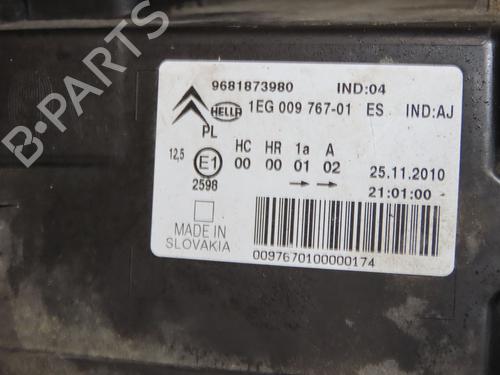 B-PARTS
9681873980 IND:04
HELLA 1EG 009 767-01 ES IND:AJ
PL
HC HR 1a A
12,5 E1 00 00 01 02 25.11.2010
2598 21:01:00
MADE IN
SLOVAKIA
0097670100000174